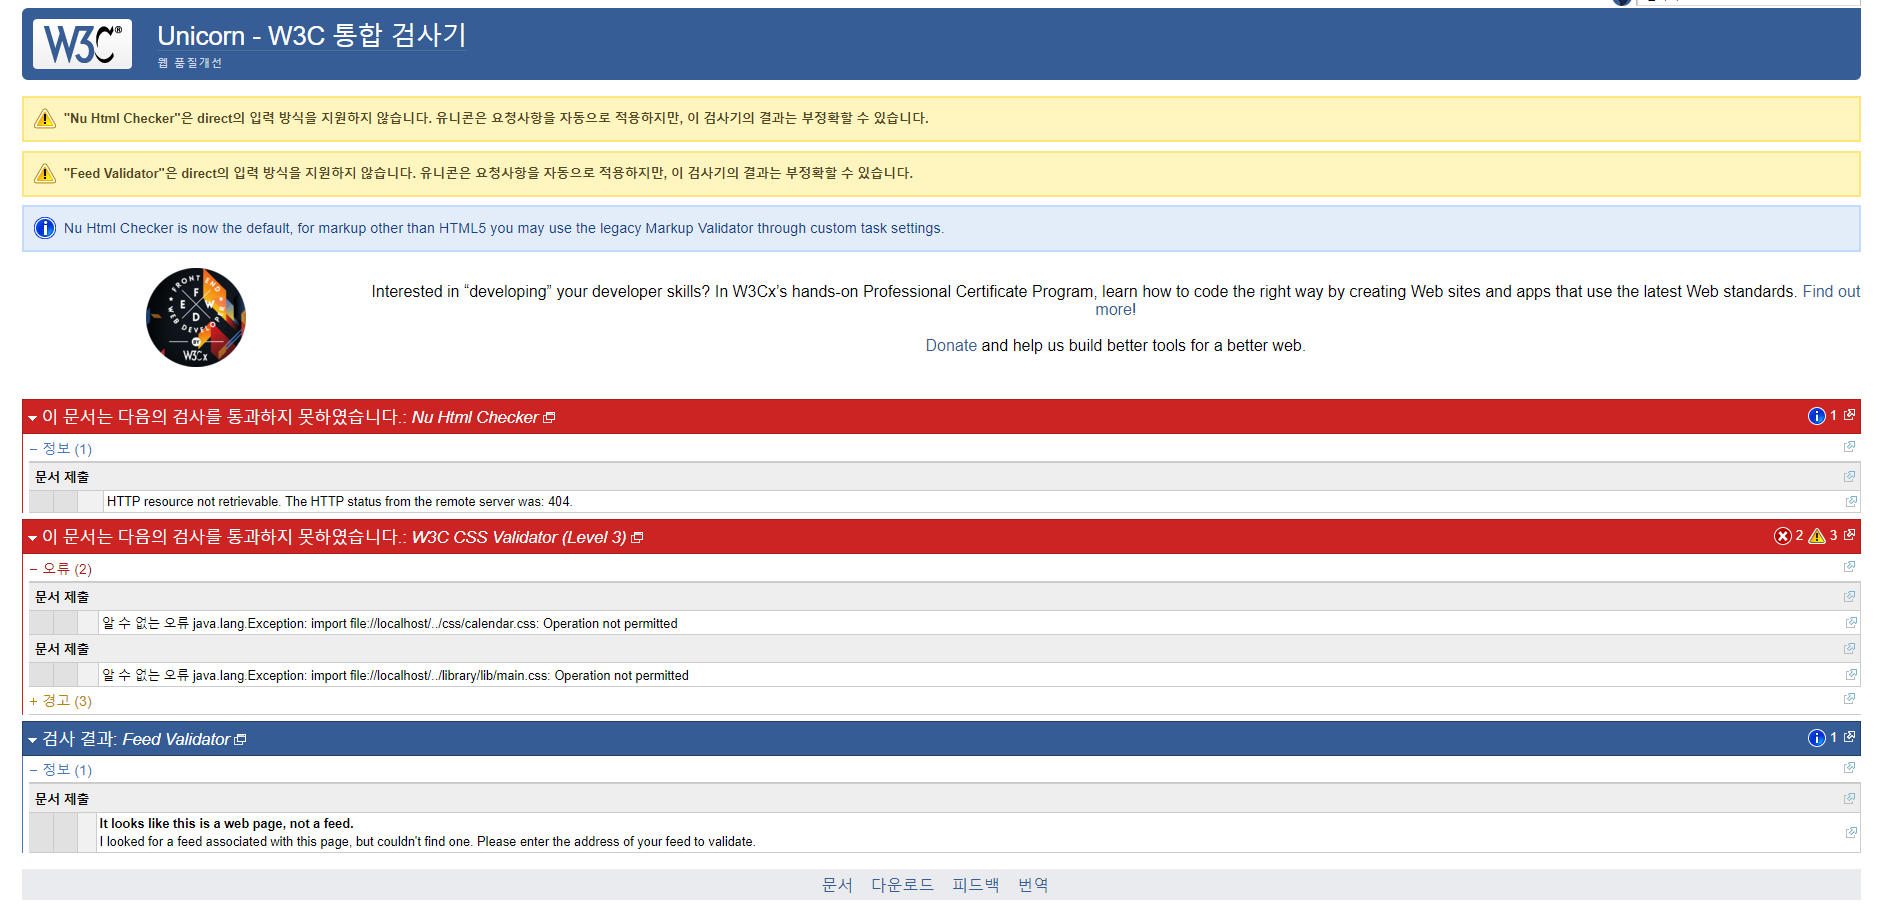 W3C®
Unicorn - W3C 통합 검사기
웹 품질개선
"Nu Html Checker"은 direct의 입력 방식을 지원하지 않습니다. 유니콘은 요청사항을 자동으로 적용하지만, 이 검사기의 결과는 부정확할 수 있습니다.
"Feed Validator"은 direct의 입력 방식을 지원하지 않습니다. 유니콘은 요청사항을 자동으로 적용하지만, 이 검사기의 결과는 부정확할 수 있습니다.
Nu Html Checker is now the default, for markup other than HTML5 you may use the legacy Markup Validator through custom task settings.
FRONT END
WEB DEVELOPER
F E W D
BY
W3Cx
Interested in “developing” your developer skills? In W3Cx’s hands-on Professional Certificate Program, learn how to code the right way by creating Web sites and apps that use the latest Web standards. Find out
more!
Donate and help us build better tools for a better web.
이 문서는 다음의 검사를 통과하지 못하였습니다.: Nu Html Checker 1
− 정보 (1)
문서 제출
HTTP resource not retrievable. The HTTP status from the remote server was: 404.
이 문서는 다음의 검사를 통과하지 못하였습니다.: W3C CSS Validator (Level 3) 2 3
− 오류 (2)
문서 제출
알 수 없는 오류 java.lang.Exception: import file://localhost/../css/calendar.css: Operation not permitted
문서 제출
알 수 없는 오류 java.lang.Exception: import file://localhost/../library/lib/main.css: Operation not permitted
+ 경고 (3)
검사 결과: Feed Validator 1
− 정보 (1)
문서 제출
It looks like this is a web page, not a feed.
I looked for a feed associated with this page, but couldn't find one. Please enter the address of your feed to validate.
문서 다운로드 피드백 번역